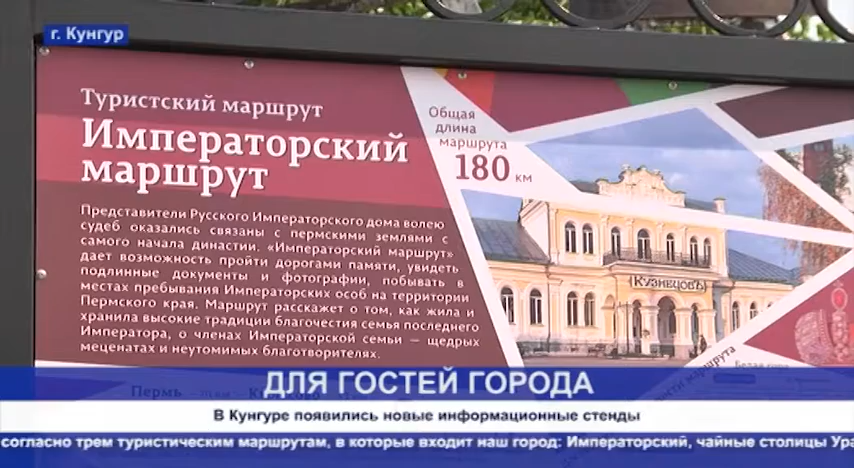 г. Кунгур
Туристский маршрут
Императорский
маршрут
Общая
длина
маршрута
180 км
Представители Русского Императорского дома волею
судеб оказались связаны с пермскими землями с
самого начала династии. «Императорский маршрут»
дает возможность пройти дорогами памяти, увидеть
подлинные документы и фотографии, побывать в
местах пребывания Императорских особ на территории
Пермского края. Маршрут расскажет о том, как жила и
хранила высокие традиции благочестия семья последнего
Императора, о членах Императорской семьи — щедрых
меценатах и неутомимых благотворителях.
Кузнецовъ
маршрута
Белая гора
Пермь
ДЛЯ ГОСТЕЙ ГОРОДА
В Кунгуре появились новые информационные стенды
согласно трем туристическим маршрутам, в которые входит наш город: Императорский, чайные столицы Ура